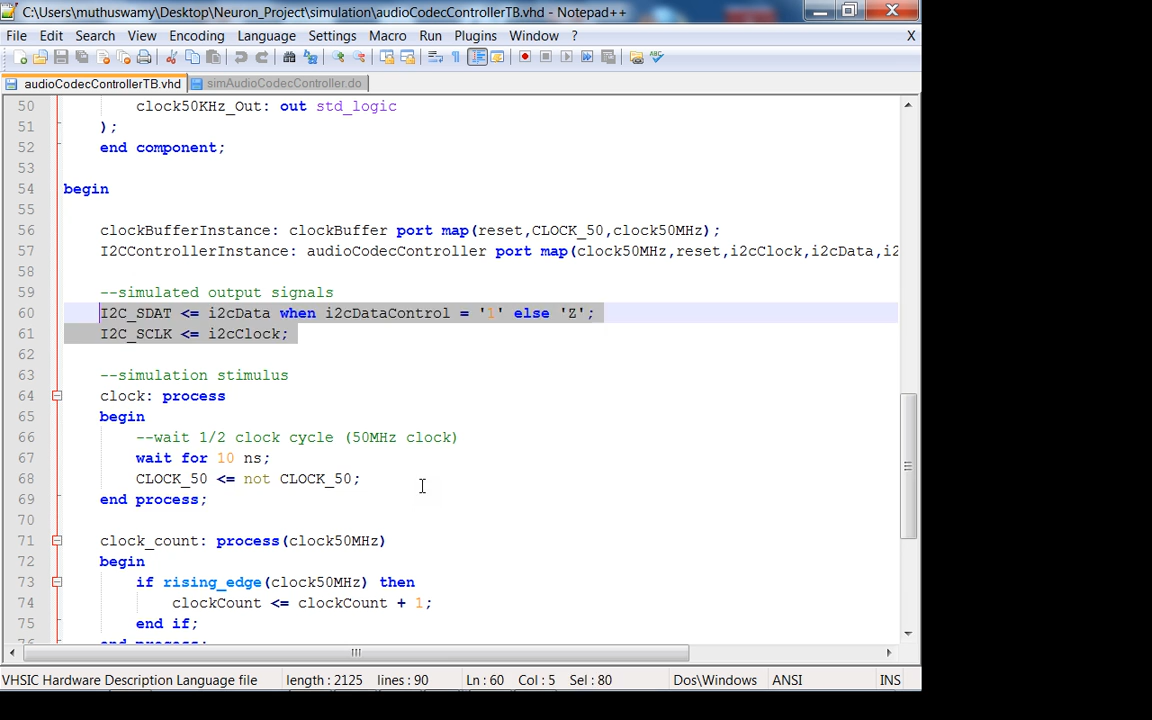 C:\Users\muthuswamy\Desktop\Neuron_Project\simulation\audioCodecControllerTB.vhd - Notepad++
File Edit Search View Encoding Language Settings Macro Run Plugins Window ? X
audioCodecControllerTB.vhd simAudioCodecController.do
50 clock50KHz_Out: out std_logic
51 );
52 end component;
53
54 begin
55
56 clockBufferInstance: clockBuffer port map(reset,CLOCK_50,clock50MHz);
57 I2CControllerInstance: audioCodecController port map(clock50MHz,reset,i2cClock,i2cData,i2
58
59 --simulated output signals
60 I2C_SDAT <= i2cData when i2cDataControl = '1' else 'Z';
61 I2C_SCLK <= i2cClock;
62
63 --simulation stimulus
64 clock: process
65 begin
66 --wait 1/2 clock cycle (50MHz clock)
67 wait for 10 ns;
68 CLOCK_50 <= not CLOCK_50;
69 end process;
70
71 clock_count: process(clock50MHz)
72 begin
73 if rising_edge(clock50MHz) then
74 clockCount <= clockCount + 1;
75 end if;
76 end process;
VHSIC Hardware Description Language file length : 2125 lines : 90 Ln : 60 Col : 5 Sel : 80 Dos\Windows ANSI INS